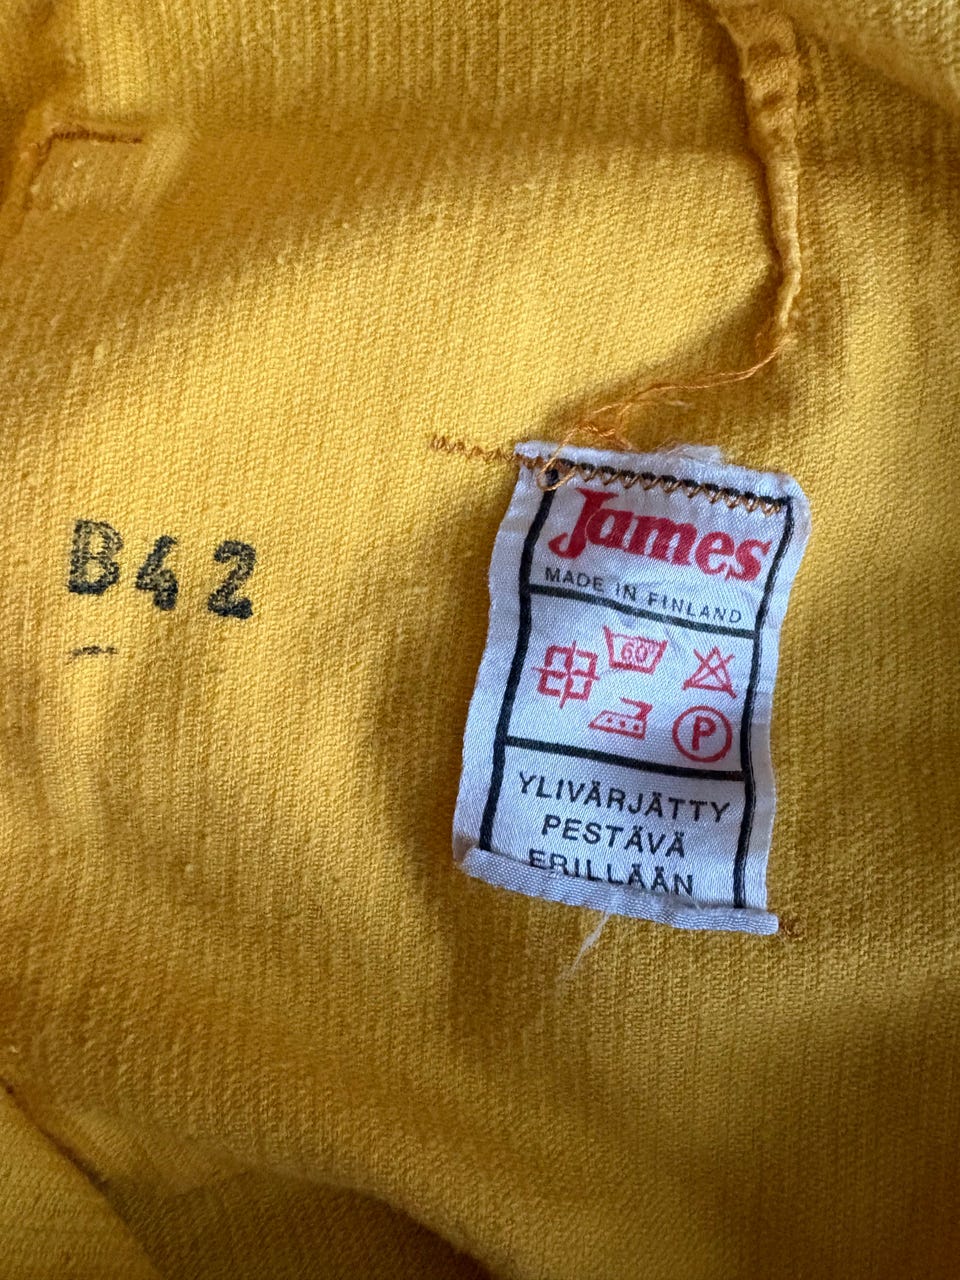 B42
James
MADE IN FINLAND
60°
P
YLIVÄRJÄTTY
PESTÄVÄ
ERILLÄÄN